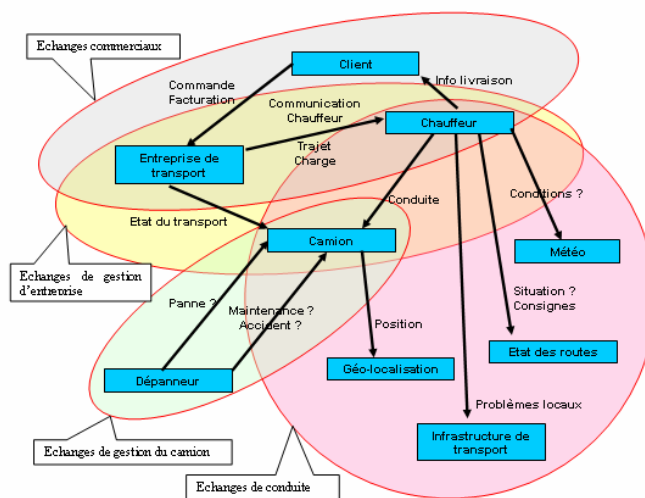 Echanges commerciaux
Client
Commande
Facturation
Info livraison
Communication
Chauffeur
Chauffeur
Entreprise de
transport
Trajet
Charge
Conditions ?
Conduite
Etat du transport
Camion
Météo
Echanges de gestion
d'entreprise
Panne ?
Maintenance ?
Accident ?
Situation ?
Consignes
Position
Etat des routes
Dépanneur
Géo-localisation
Problèmes locaux
Infrastructure de
transport
Echanges de gestion du camion
Echanges de conduite